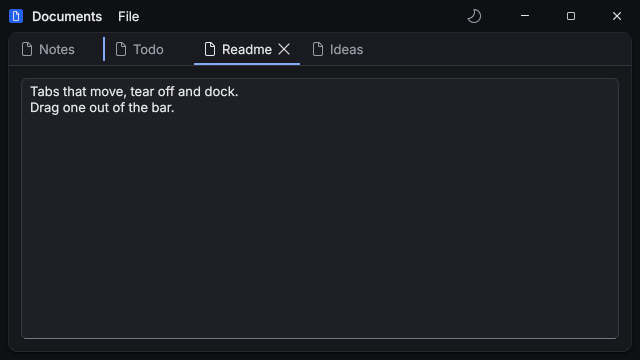 Documents File
Notes Todo Readme Ideas
Tabs that move, tear off and dock.
Drag one out of the bar.